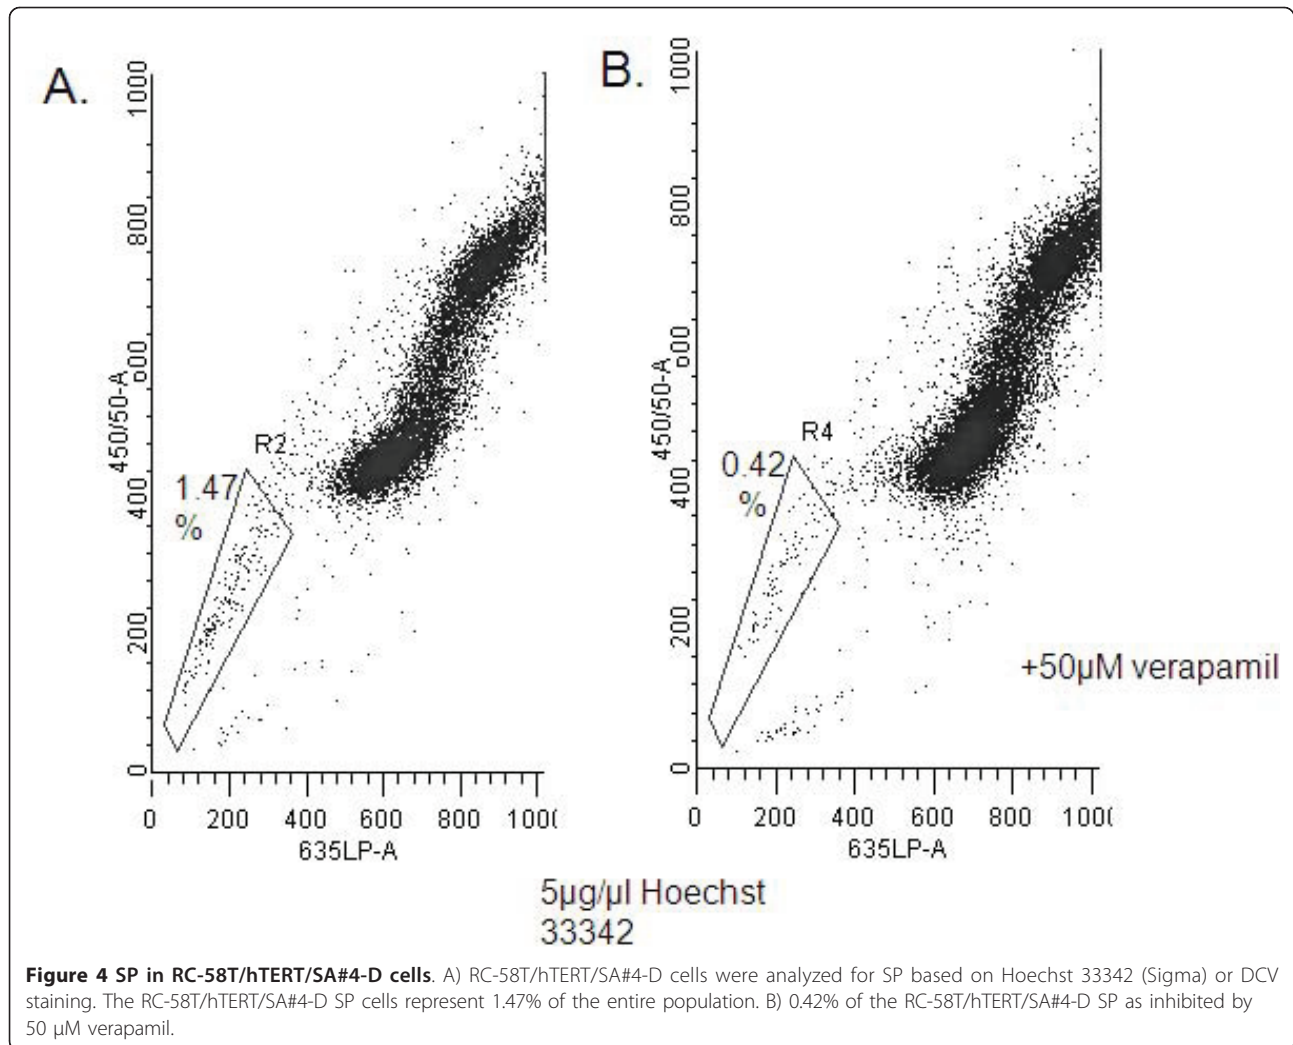 A.
1000
800
600
400
200
0
450/50-A
R2
1.47
%
0 200 400 600 800 100(
635LP-A
B.
1000
800
600
400
200
0
450/50-A
R4
0.42
%
0 200 400 600 800 100(
635LP-A
+50µM verapamil
5µg/µl Hoechst
33342
Figure 4 SP in RC-58T/hTERT/SA#4-D cells. A) RC-58T/hTERT/SA#4-D cells were analyzed for SP based on Hoechst 33342 (Sigma) or DCV
staining. The RC-58T/hTERT/SA#4-D SP cells represent 1.47% of the entire population. B) 0.42% of the RC-58T/hTERT/SA#4-D SP as inhibited by
50 μM verapamil.